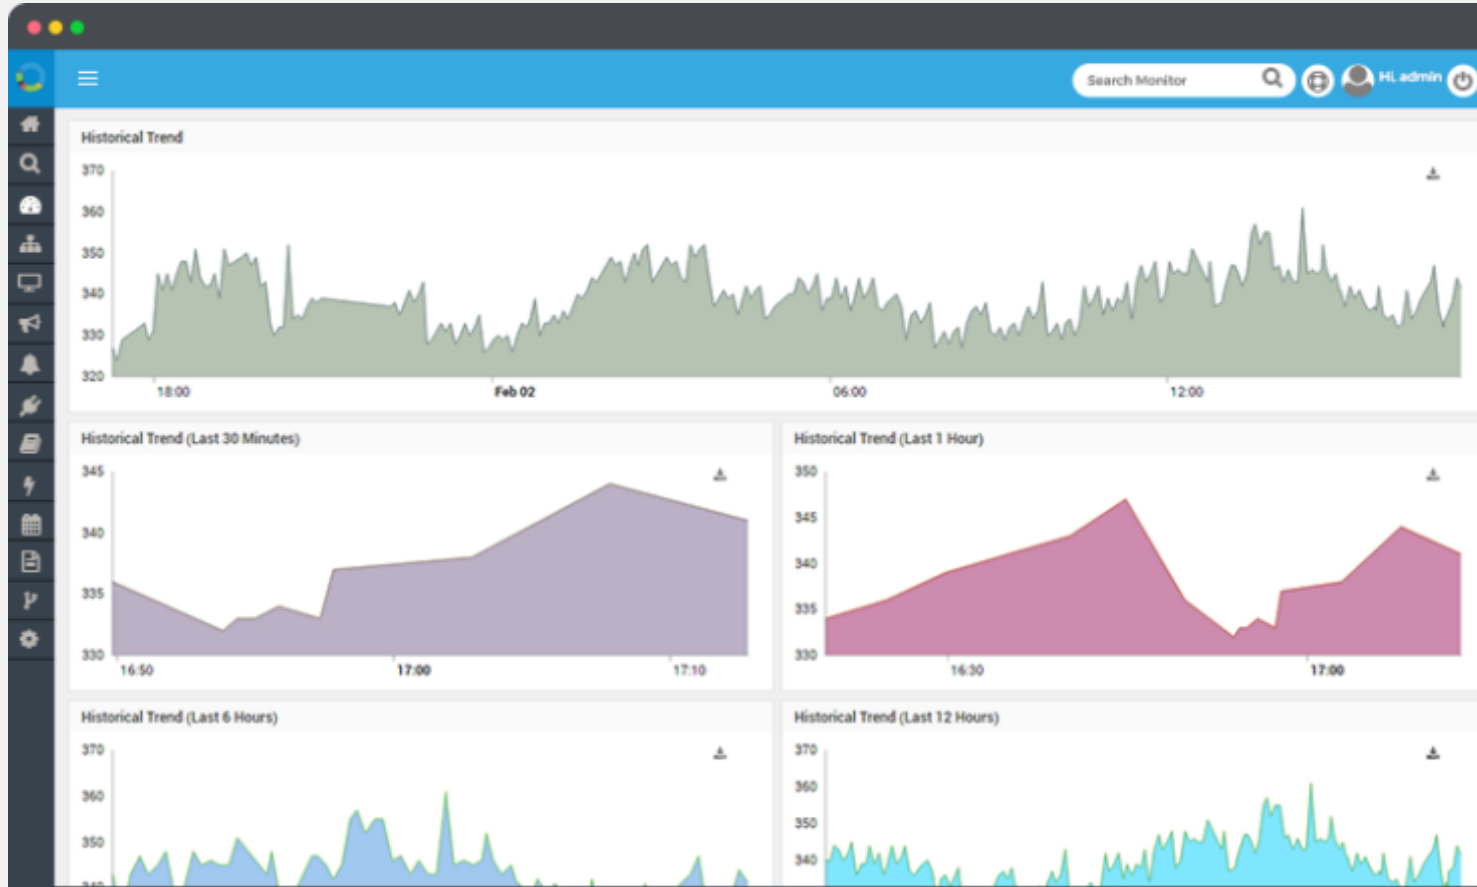 Search Monitor
Hi, admin
Historical Trend
370
360
350
340
330
320
18:00 Feb 02 06:00 12:00
Historical Trend (Last 30 Minutes)
345
340
335
330
16:50 17:00 17:10
Historical Trend (Last 1 Hour)
350
345
340
335
330
16:30 17:00
Historical Trend (Last 6 Hours)
370
360
350
340
Historical Trend (Last 12 Hours)
370
360
350
340